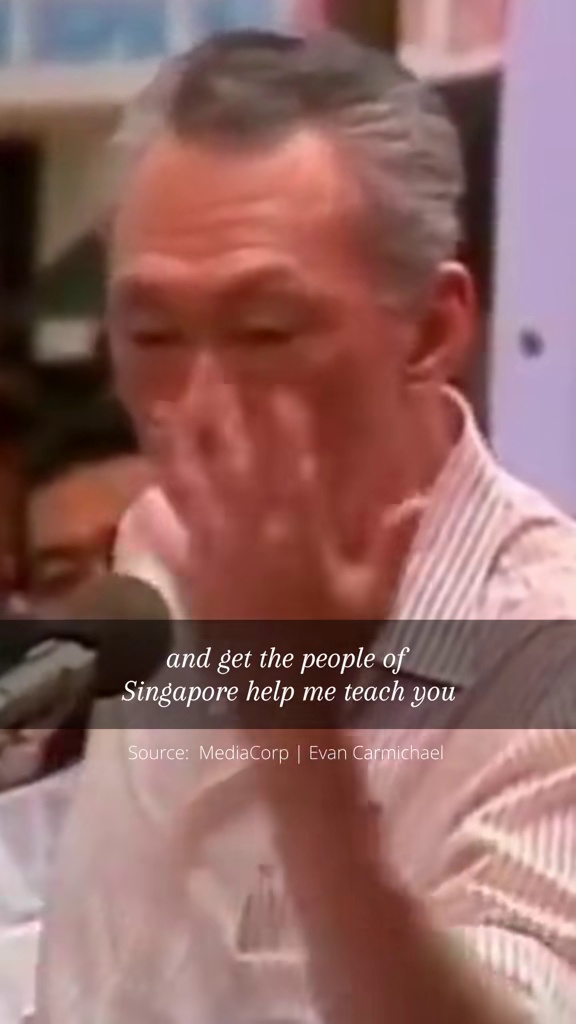 and get the people of
Singapore help me teach you
Source: MediaCorp | Evan Carmichael